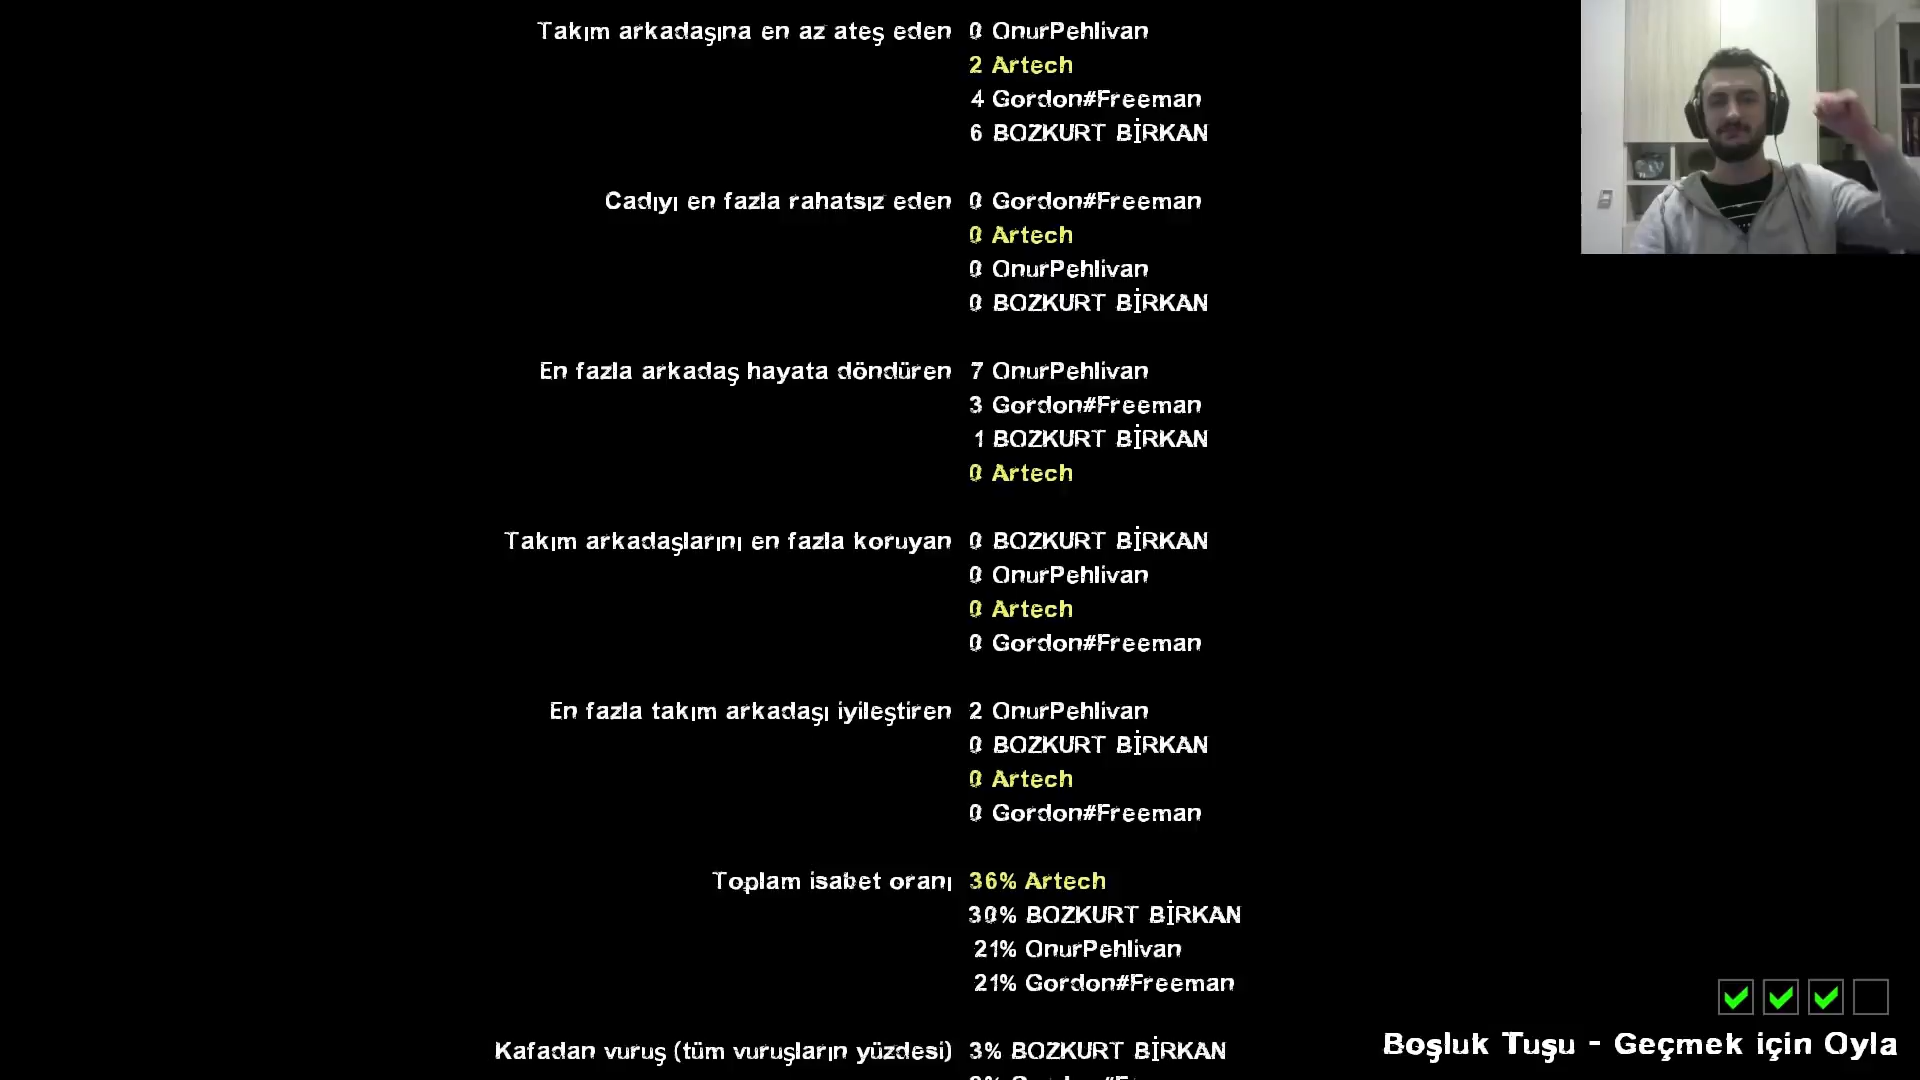 Takım arkadaşına en az ateş eden 0 OnurPehlivan
2 Artech
4 Gordon#Freeman
6 BOZKURT BİRKAN
Cadıyı en fazla rahatsız eden 0 Gordon#Freeman
0 Artech
0 OnurPehlivan
0 BOZKURT BİRKAN
En fazla arkadaş hayata döndüren 7 OnurPehlivan
3 Gordon#Freeman
1 BOZKURT BİRKAN
0 Artech
Takım arkadaşlarını en fazla koruyan 0 BOZKURT BİRKAN
0 OnurPehlivan
0 Artech
0 Gordon#Freeman
En fazla takım arkadaşı iyileştiren 2 OnurPehlivan
0 BOZKURT BİRKAN
0 Artech
0 Gordon#Freeman
Toplam isabet oranı 36% Artech
30% BOZKURT BİRKAN
21% OnurPehlivan
21% Gordon#Freeman
Kafadan vuruş (tüm vuruşların yüzdesi) 3% BOZKURT BİRKAN
Boşluk Tuşu - Geçmek için Oyla